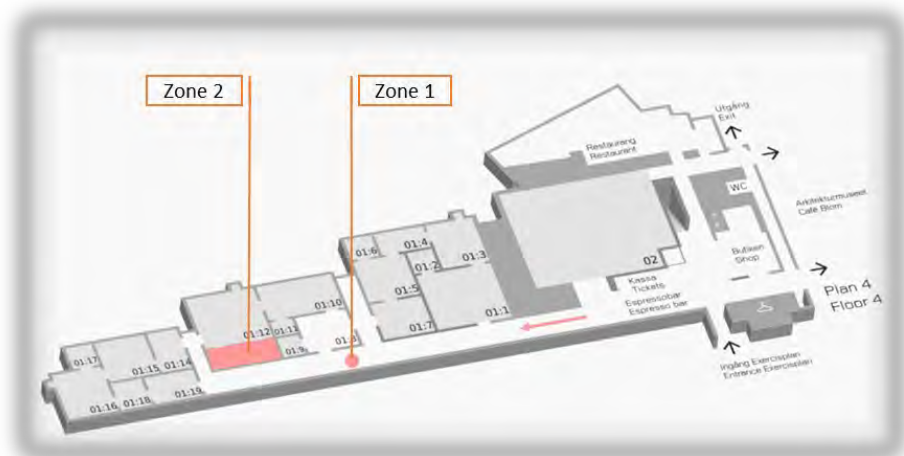 Zone 2
Zone 1
Utgång
Exit
Restaurang
Restaurant
WC
Arkitekturmuseet
Café Blom
Butiken
Shop
Plan 4
Floor 4
02
Kassa
Tickets
Espressobar
Espresso bar
Ingång Exercisplan
Entrance Exercisplan
01:6
01:4
01:3
01:2
01:5
01:1
01:7
01:10
01:12
01:11
01:9
01:8
01:17
01:15
01:14
01:16
01:18
01:19